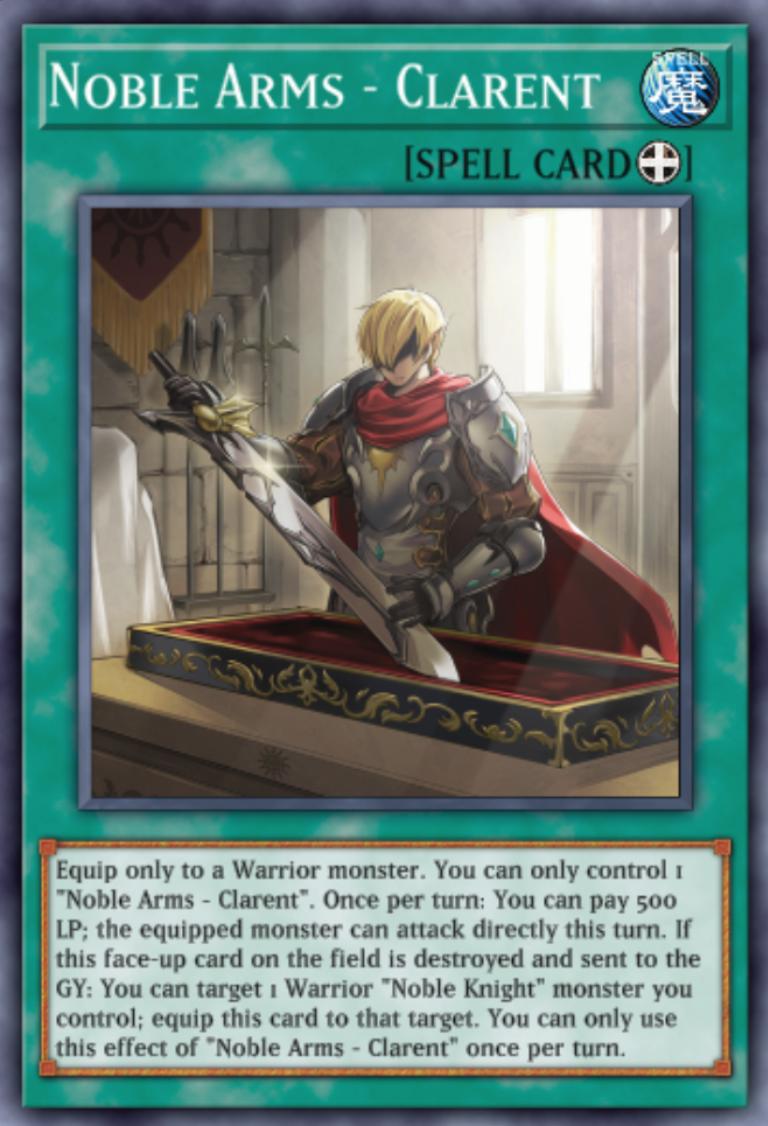 Noble Arms - Clarent
SPELL
魔
[SPELL CARD]
Equip only to a Warrior monster. You can only control 1
"Noble Arms - Clarent". Once per turn: You can pay 500
LP; the equipped monster can attack directly this turn. If
this face-up card on the field is destroyed and sent to the
GY: You can target 1 Warrior "Noble Knight" monster you
control; equip this card to that target. You can only use
this effect of "Noble Arms - Clarent" once per turn.